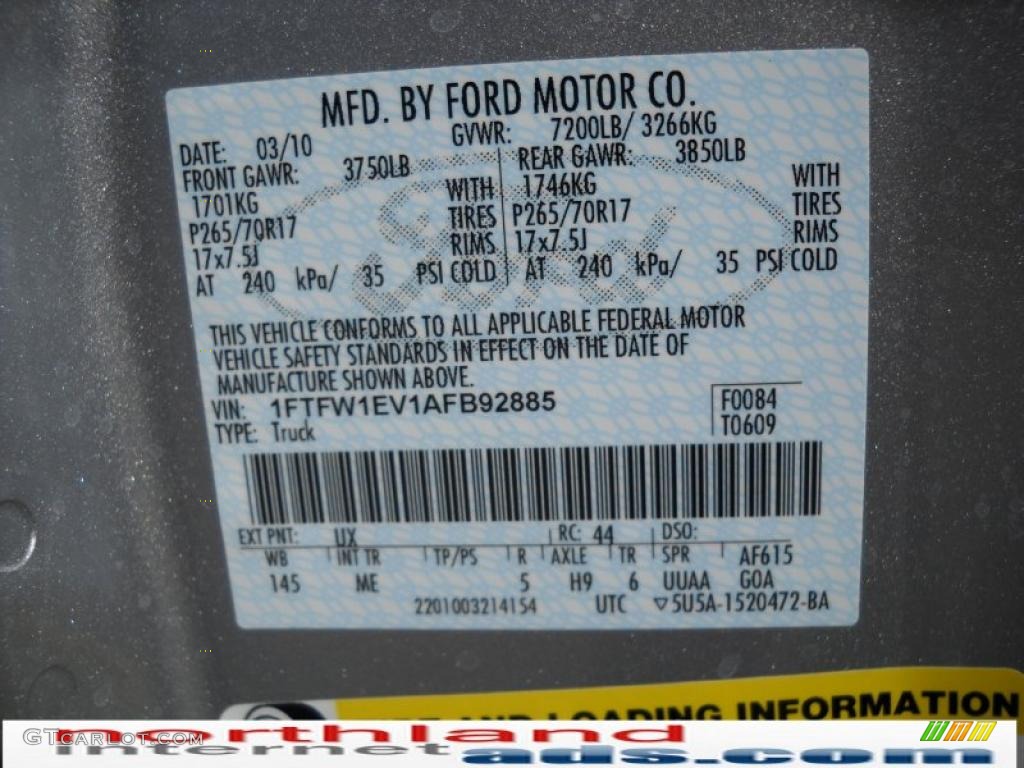 MFD. BY FORD MOTOR CO.
DATE: 03/10 GVWR: 7200LB/ 3266KG
FRONT GAWR: 3750LB REAR GAWR: 3850LB
1701KG WITH 1746KG WITH
P265/70R17 TIRES P265/70R17 TIRES
17x7.5J RIMS 17x7.5J RIMS
AT 240 kPa/ 35 PSI COLD AT 240 kPa/ 35 PSI COLD
Ford
THIS VEHICLE CONFORMS TO ALL APPLICABLE FEDERAL MOTOR
VEHICLE SAFETY STANDARDS IN EFFECT ON THE DATE OF
MANUFACTURE SHOWN ABOVE.
VIN: 1FTFW1EV1AFB92885 F0084
TYPE: Truck T0609
EXT PNT: UX RC: 44 DSO:
WB INT TR TP/PS R AXLE TR SPR AF615
145 ME 5 H9 6 UUAA GOA
2201003214154 UTC ▽5U5A-1520472-BA
AND LOADING INFORMATION
GTcarlot.com
northland
internet ads.com